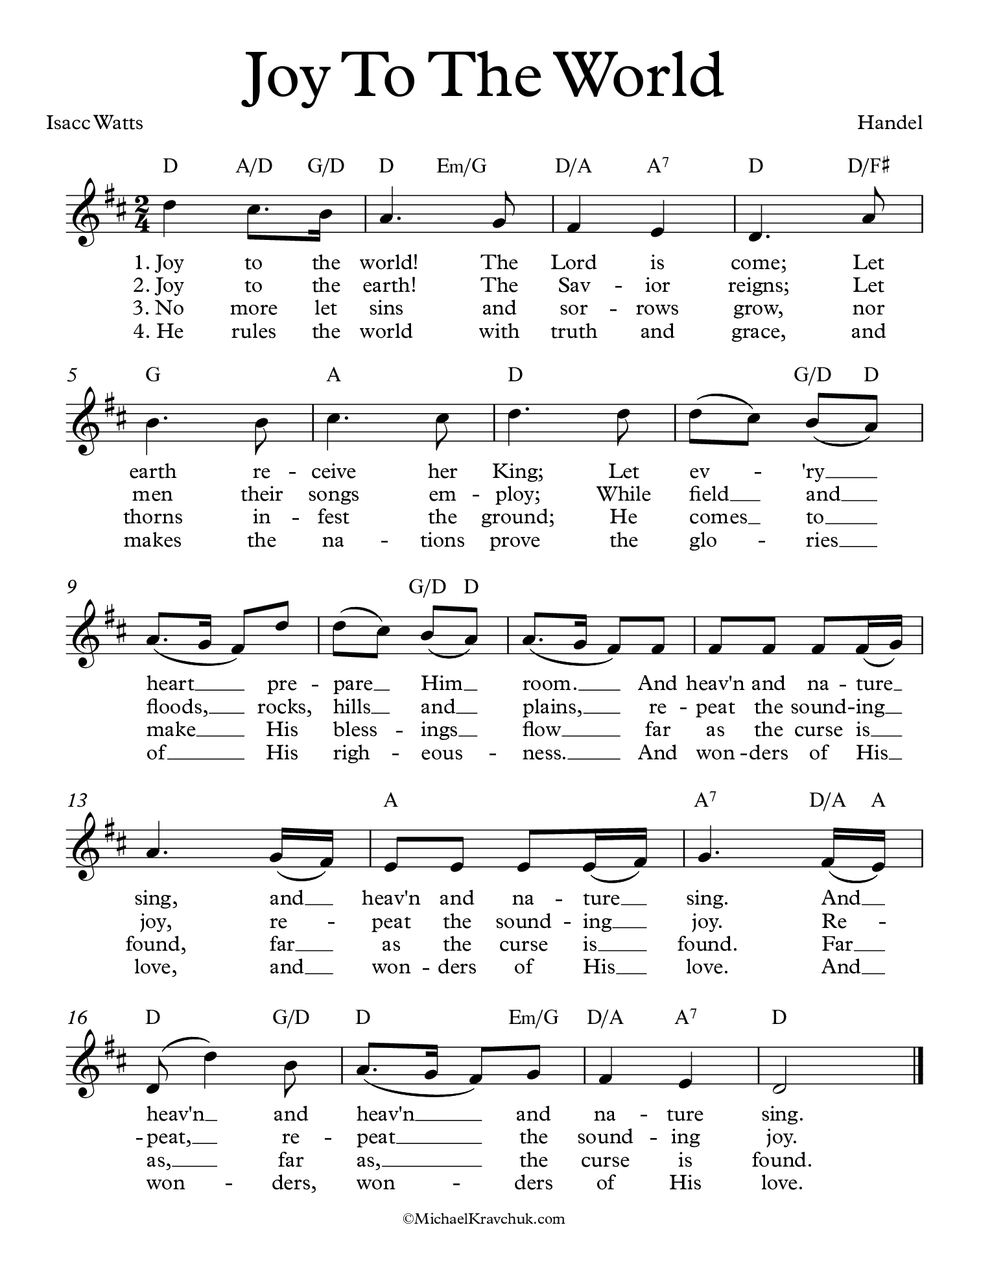 Joy To The World
Isacc Watts Handel
D A/D G/D D Em/G D/A A7 D D/F♯
2
4
1. Joy to the world! The Lord is come; Let
2. Joy to the earth! The Sav - ior reigns; Let
3. No more let sins and sor - rows grow, nor
4. He rules the world with truth and grace, and
5 G A D G/D D
earth re - ceive her King; Let ev - 'ry
men their songs em - ploy; While field and
thorns in - fest the ground; He comes to
makes the na - tions prove the glo - ries
9 G/D D
heart pre - pare Him room. And heav'n and na - ture
floods, rocks, hills and plains, re - peat the sound-ing
make His bless - ings flow far as the curse is
of His righ - eous - ness. And won - ders of His
13 A A7 D/A A
sing, and heav'n and na - ture sing. And
joy, re - peat the sound - ing joy. Re -
found, far as the curse is found. Far
love, and won - ders of His love. And
16 D G/D D Em/G D/A A7 D
heav'n and heav'n and na - ture sing.
- peat, re - peat the sound - ing joy.
as, far as, the curse is found.
won - ders, won - ders of His love.
©MichaelKravchuk.com